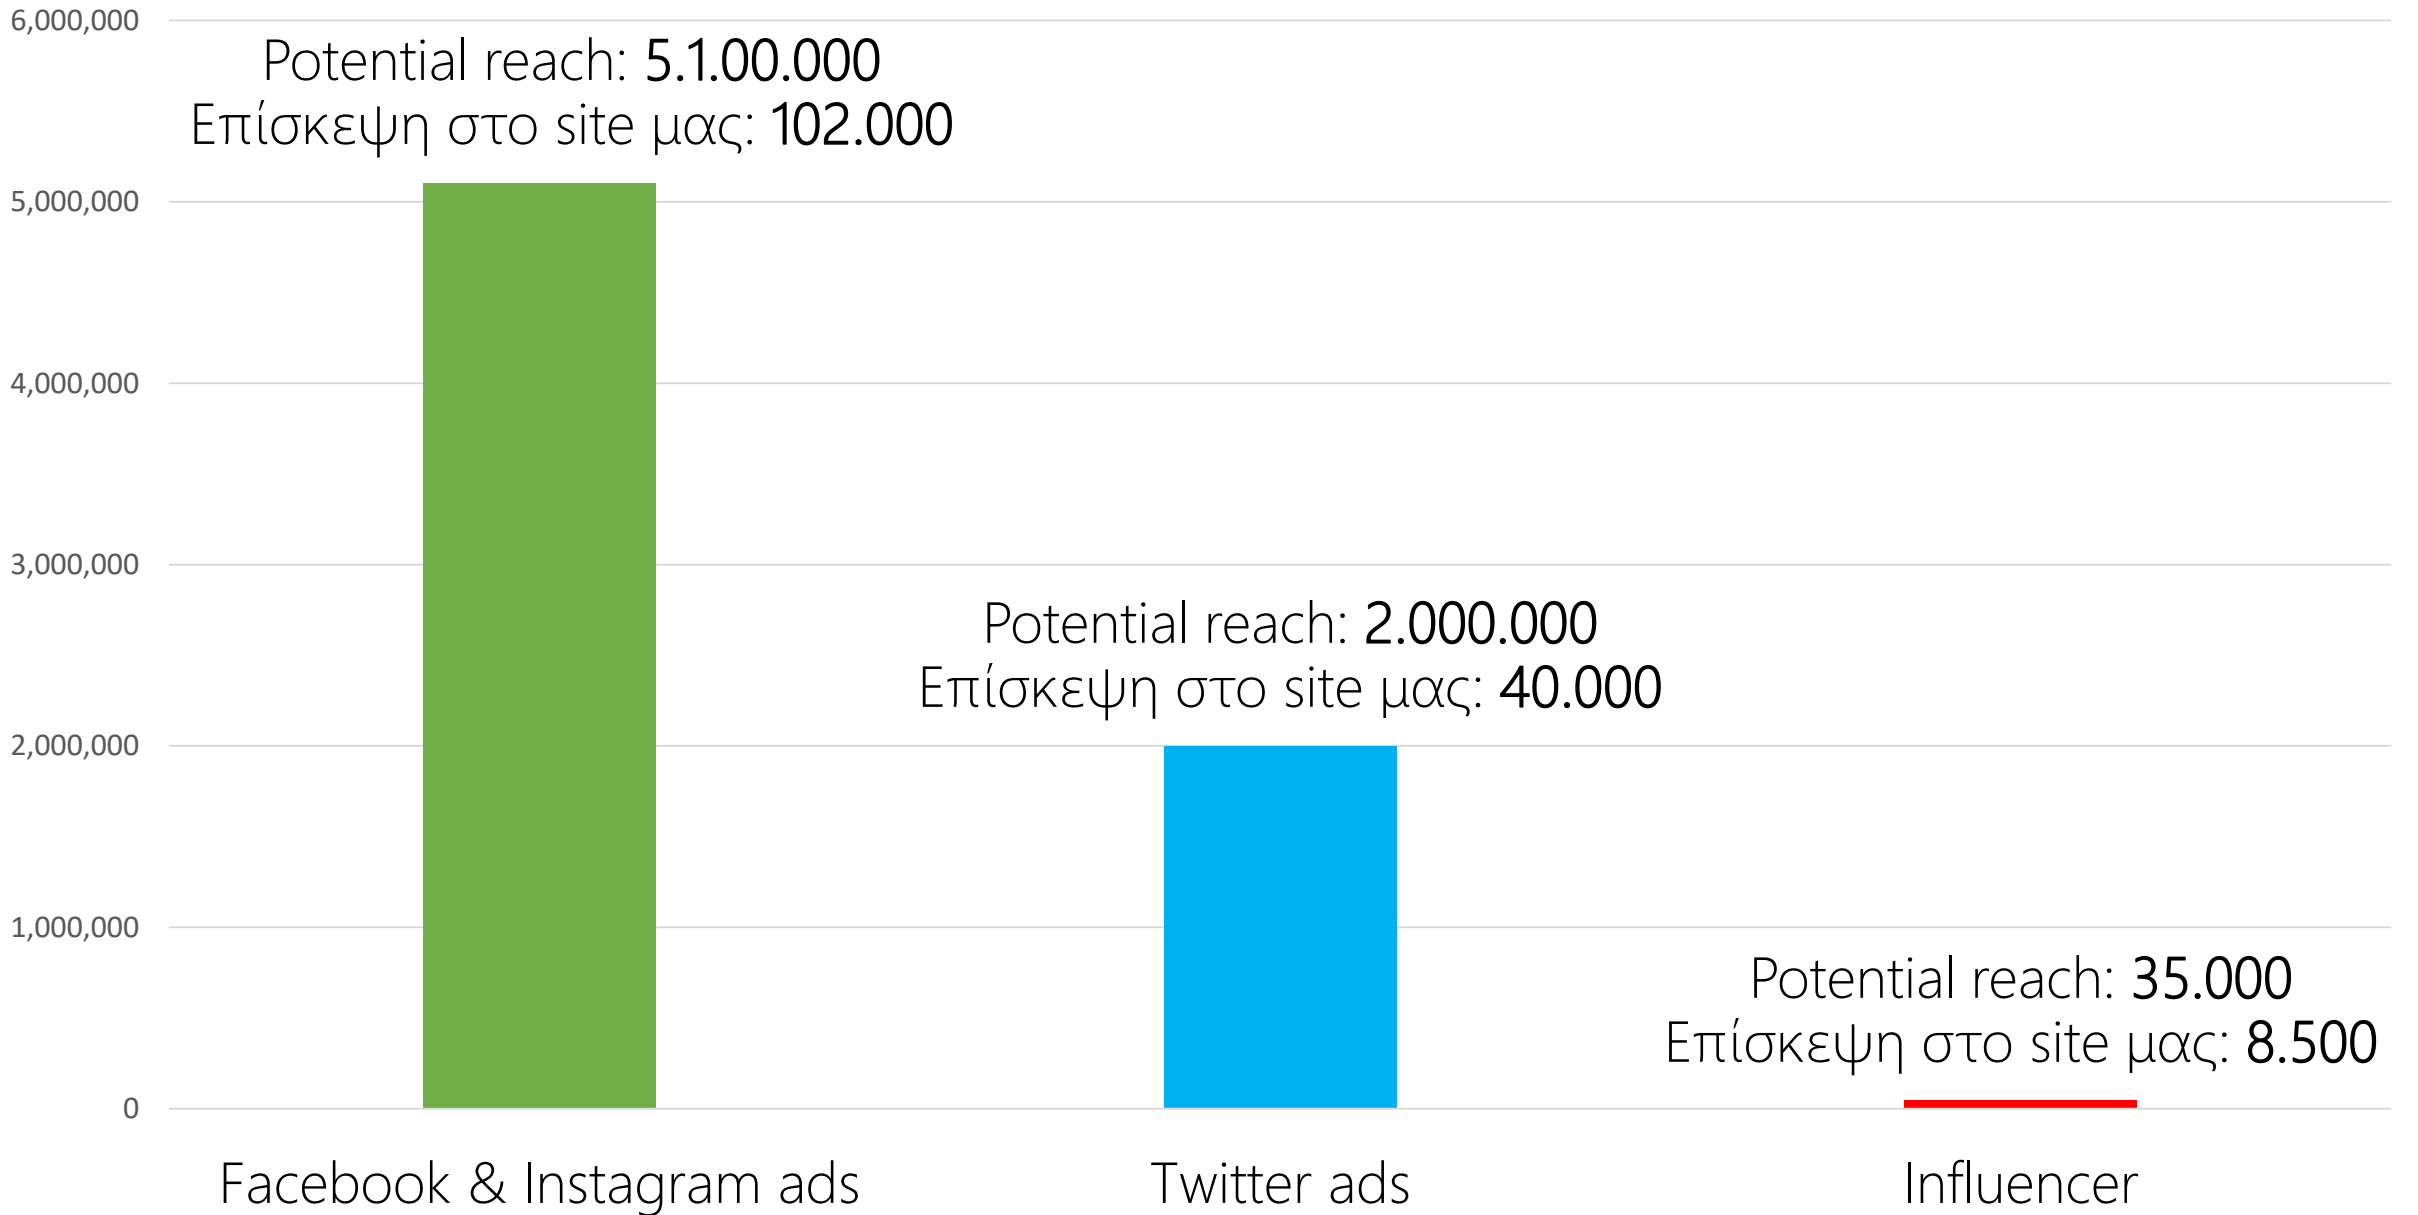 6,000,000
Potential reach: 5.1.00.000
Επίσκεψη στο site μας: 102.000
5,000,000
4,000,000
3,000,000
Potential reach: 2.000.000
Επίσκεψη στο site μας: 40.000
2,000,000
1,000,000
Potential reach: 35.000
Επίσκεψη στο site μας: 8.500
0
Facebook & Instagram ads
Twitter ads
Influencer